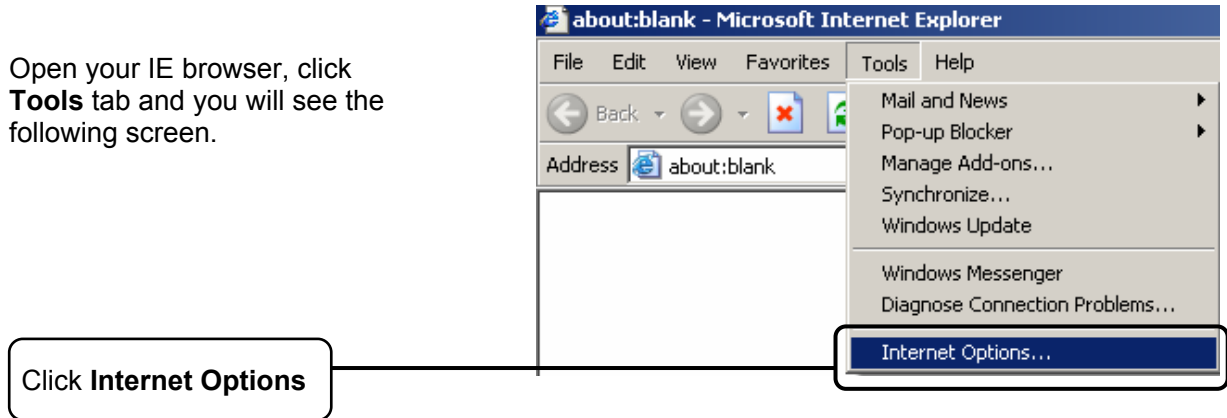 Open your IE browser, click
Tools tab and you will see the
following screen.
about:blank - Microsoft Internet Explorer
File Edit View Favorites Tools Help
Back
Address about:blank
Mail and News
Pop-up Blocker
Manage Add-ons...
Synchronize...
Windows Update
Windows Messenger
Diagnose Connection Problems...
Internet Options...
Click Internet Options